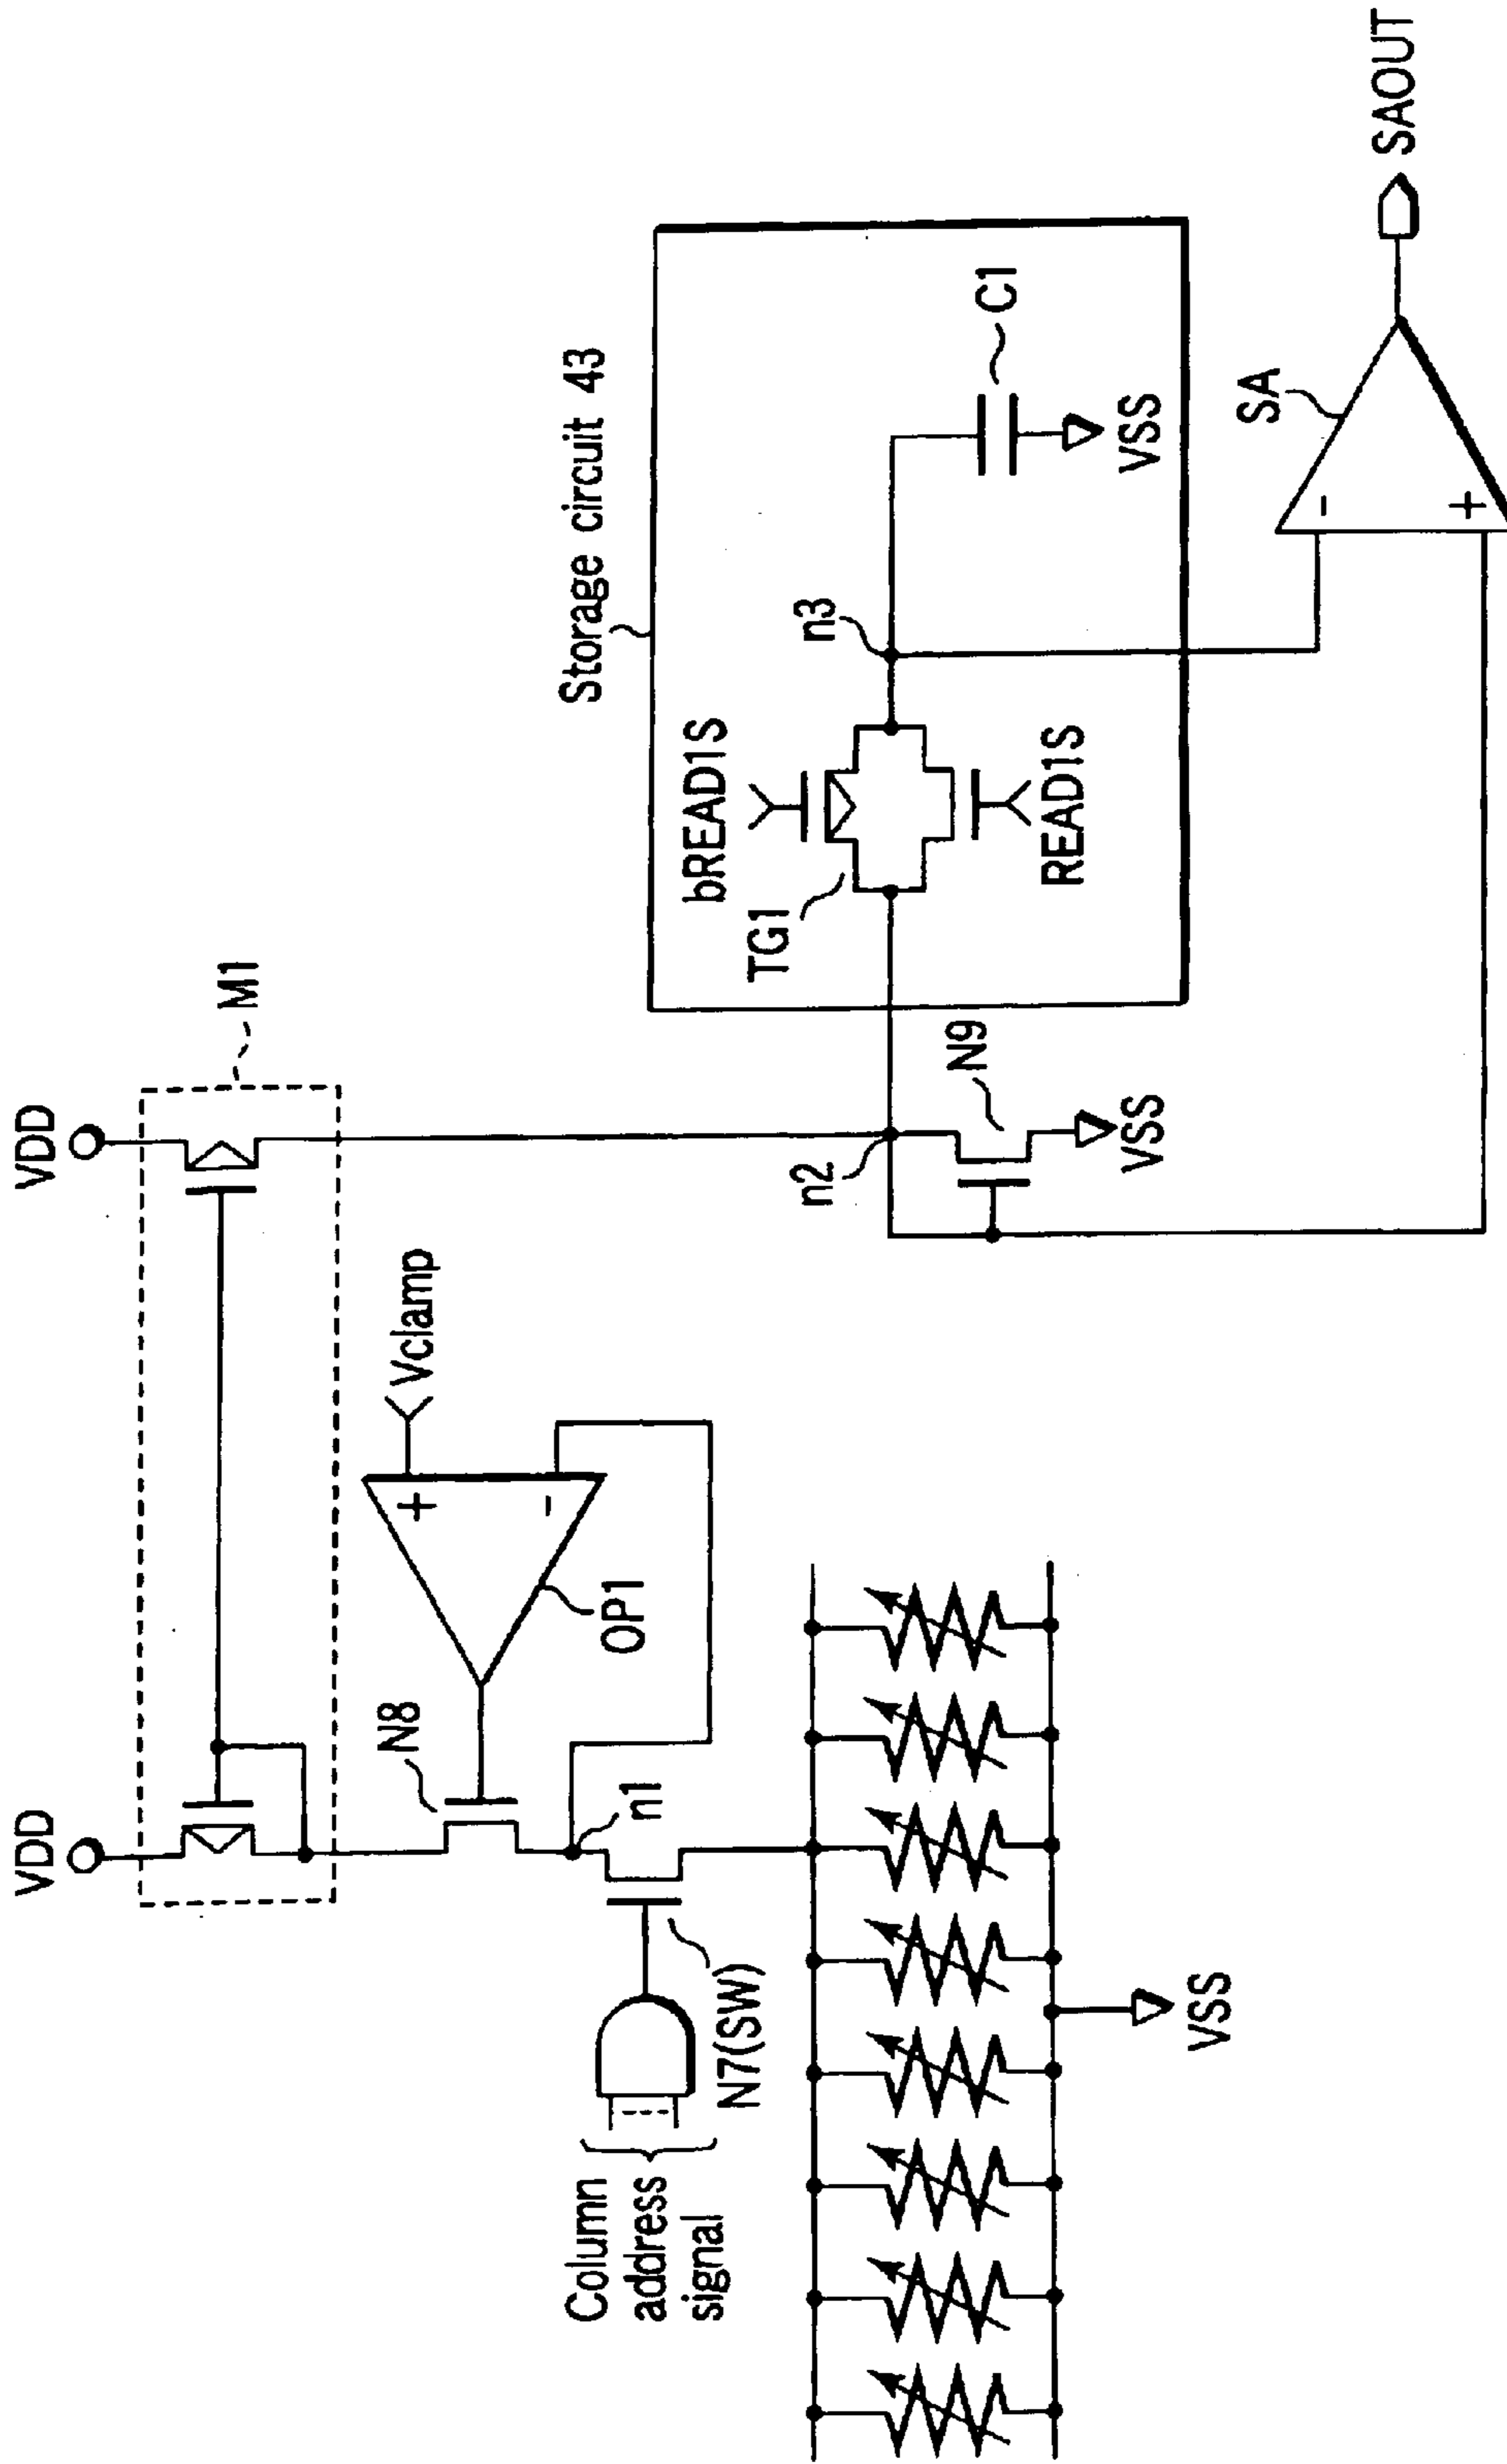 VDD
VDD
M1
Vclamp
+
-
OP1
N8
n1
N7(SW)
Column
address
signal
VSS
n2
N9
VSS
Storage circuit 43
bREAD1S
TG1
READ1S
n3
C1
VSS
SA
-
+
SAOUT